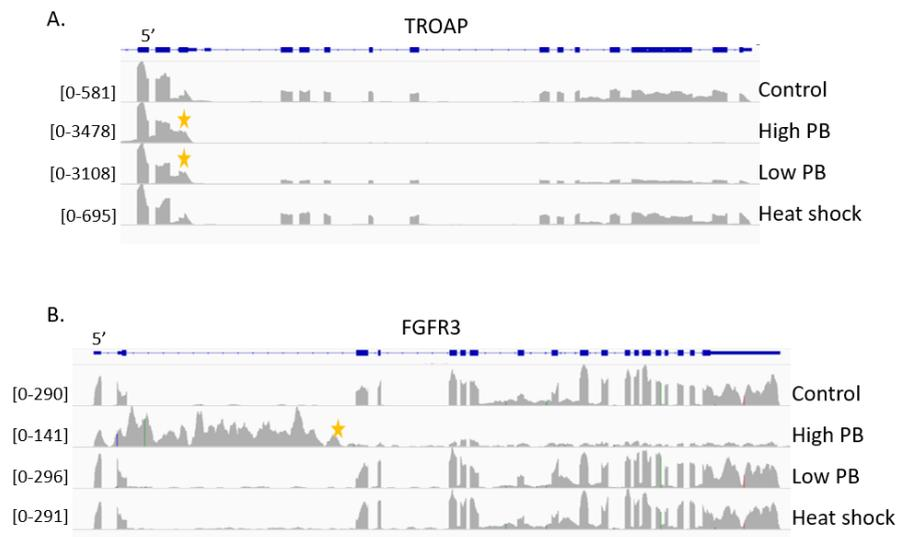 A.
TROAP
5’
[0-581]
Control
[0-3478]
High PB
[0-3108]
Low PB
[0-695]
Heat shock
B.
FGFR3
5’
[0-290]
Control
[0-141]
High PB
[0-296]
Low PB
[0-291]
Heat shock